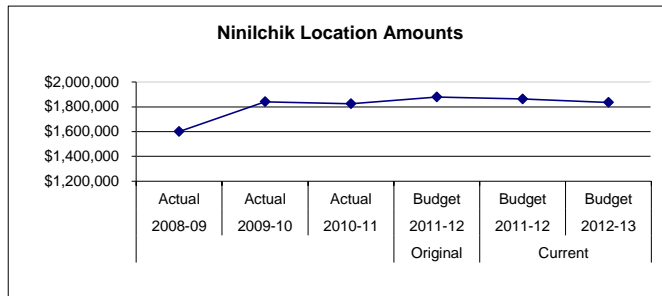 Ninilchik Location Amounts
$2,000,000
$1,800,000
$1,600,000
$1,400,000
$1,200,000
Actual Actual Actual Budget Budget Budget
2008-09 2009-10 2010-11 2011-12 2011-12 2012-13
Original Current